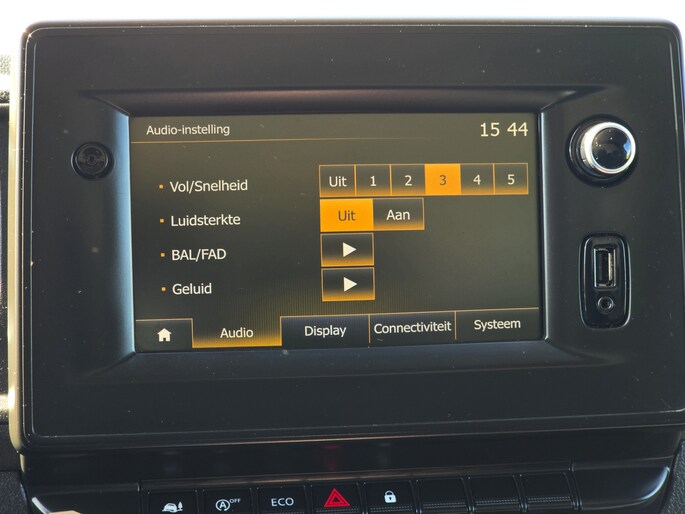 Audio-instelling 15 44
Vol/Snelheid Uit 1 2 3 4 5
Luidsterkte Uit Aan
BAL/FAD
Geluid
Audio Display Connectiviteit Systeem
OFF ECO